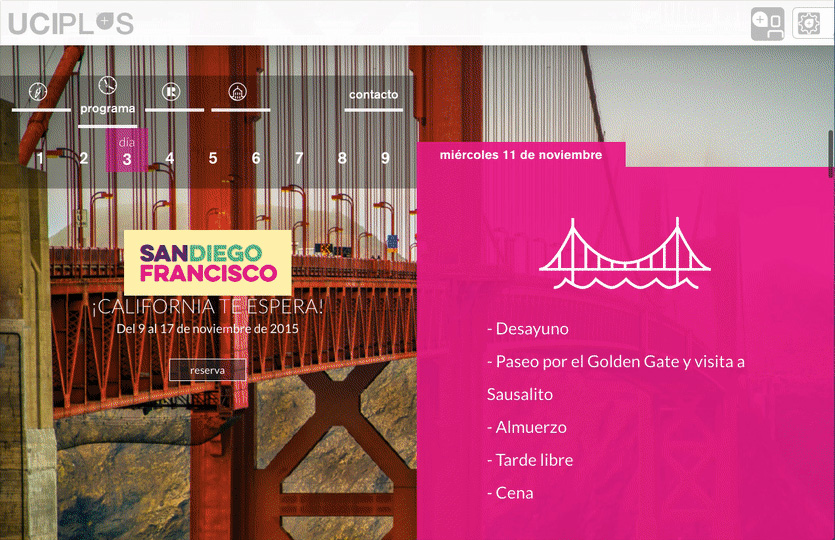 UCIPLUS
programa
contacto
día
1 2 3 4 5 6 7 8 9
miércoles 11 de noviembre
SANDIEGO
FRANCISCO
¡CALIFORNIA TE ESPERA!
Del 9 al 17 de noviembre de 2015
reserva
- Desayuno
- Paseo por el Golden Gate y visita a
Sausalito
- Almuerzo
- Tarde libre
- Cena